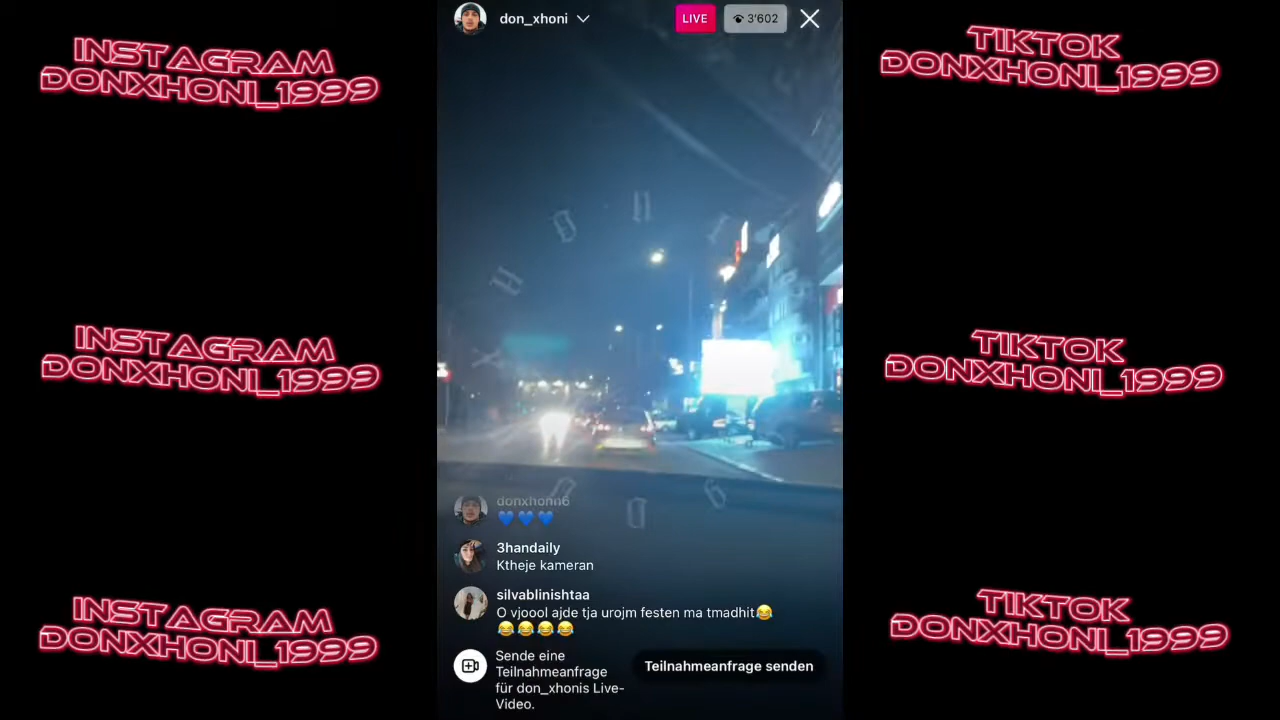 INSTAGRAM
DONXHONI_1999
TIKTOK
DONXHONI_1999
don_xhoni
LIVE
3'602
INSTAGRAM
DONXHONI_1999
TIKTOK
DONXHONI_1999
donxhonn6
💙💙💙
3handaily
Ktheje kameran
silvablinishtaa
O vjoool ajde tja urojm festen ma tmadhit😂
😂😂😂😂
INSTAGRAM
DONXHONI_1999
TIKTOK
DONXHONI_1999
Sende eine
Teilnahmeanfrage
für don_xhonis Live-
Video.
Teilnahmeanfrage senden